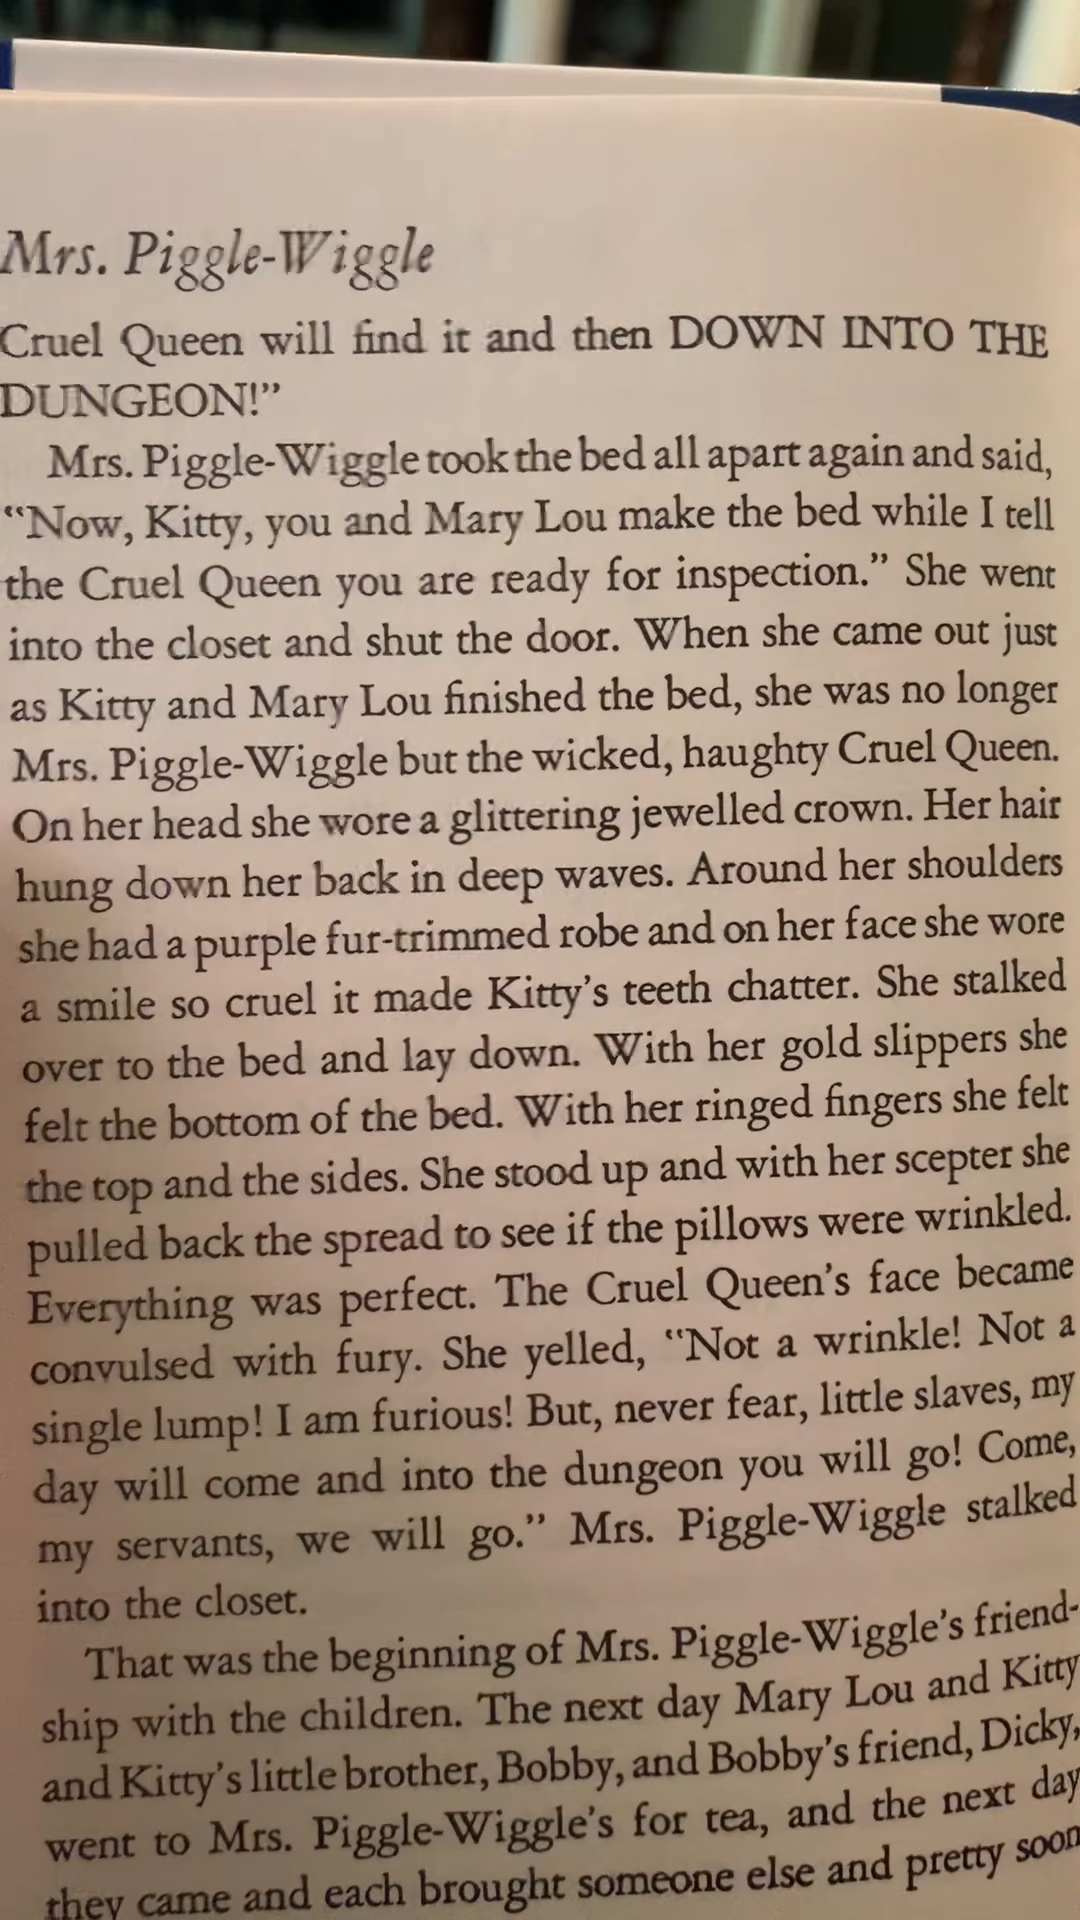 Mrs. Piggle-Wiggle
Cruel Queen will find it and then DOWN INTO THE
DUNGEON!”
Mrs. Piggle-Wiggle took the bed all apart again and said,
“Now, Kitty, you and Mary Lou make the bed while I tell
the Cruel Queen you are ready for inspection.” She went
into the closet and shut the door. When she came out just
as Kitty and Mary Lou finished the bed, she was no longer
Mrs. Piggle-Wiggle but the wicked, haughty Cruel Queen.
On her head she wore a glittering jewelled crown. Her hair
hung down her back in deep waves. Around her shoulders
she had a purple fur-trimmed robe and on her face she wore
a smile so cruel it made Kitty’s teeth chatter. She stalked
over to the bed and lay down. With her gold slippers she
felt the bottom of the bed. With her ringed fingers she felt
the top and the sides. She stood up and with her scepter she
pulled back the spread to see if the pillows were wrinkled.
Everything was perfect. The Cruel Queen’s face became
convulsed with fury. She yelled, “Not a wrinkle! Not a
single lump! I am furious! But, never fear, little slaves, my
day will come and into the dungeon you will go! Come,
my servants, we will go.” Mrs. Piggle-Wiggle stalked
into the closet.
That was the beginning of Mrs. Piggle-Wiggle’s friend-
ship with the children. The next day Mary Lou and Kitty
and Kitty’s little brother, Bobby, and Bobby’s friend, Dicky,
went to Mrs. Piggle-Wiggle’s for tea, and the next day
they came and each brought someone else and pretty soon